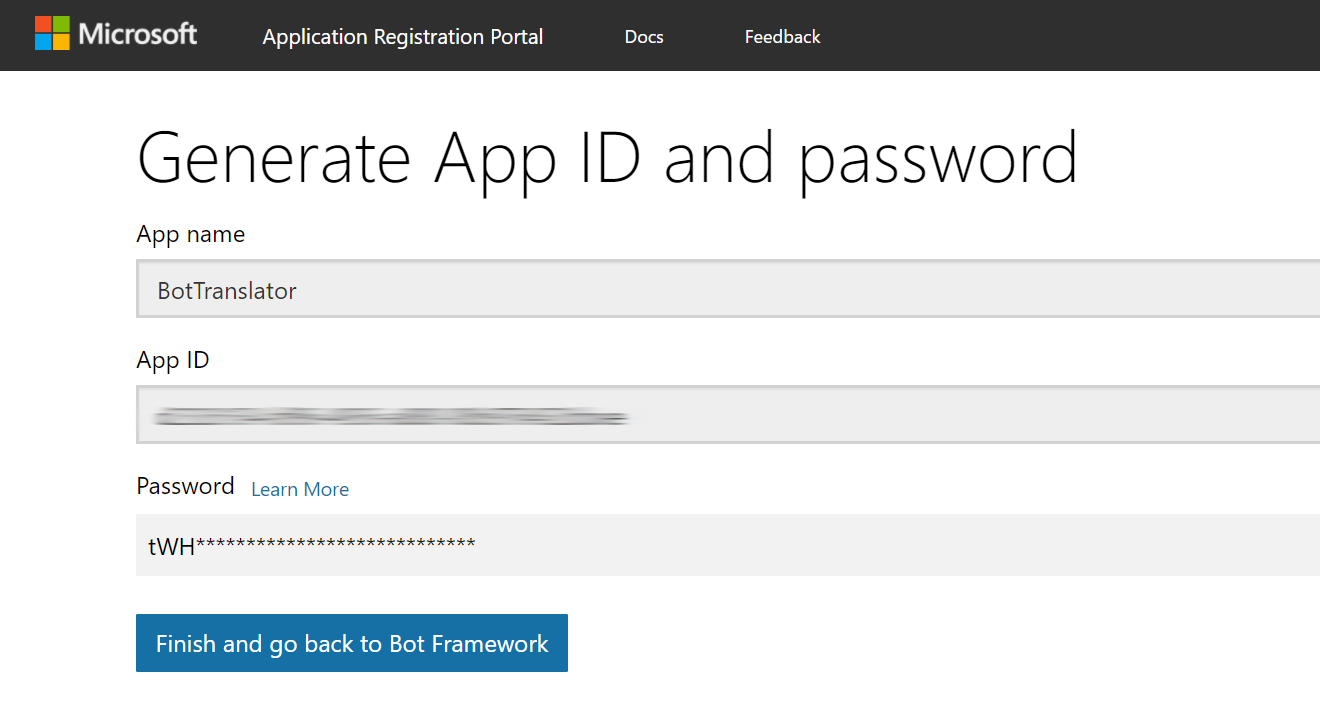 Microsoft Application Registration Portal Docs Feedback
Generate App ID and password
App name
BotTranslator
App ID
Password Learn More
tWH****************************
Finish and go back to Bot Framework